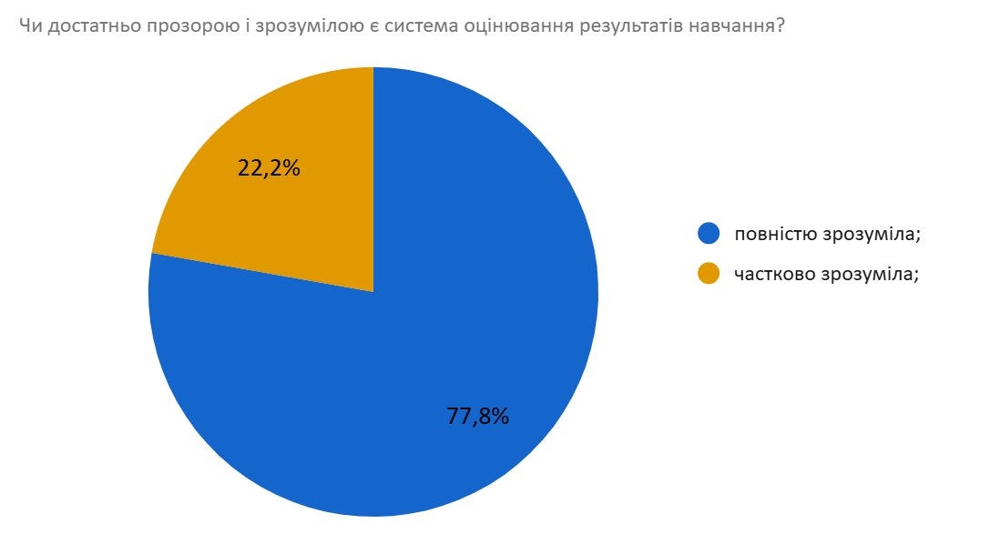 Чи достатньо прозорою і зрозумілою є система оцінювання результатів навчання?
22,2%
повністю зрозуміла;
частково зрозуміла;
77,8%